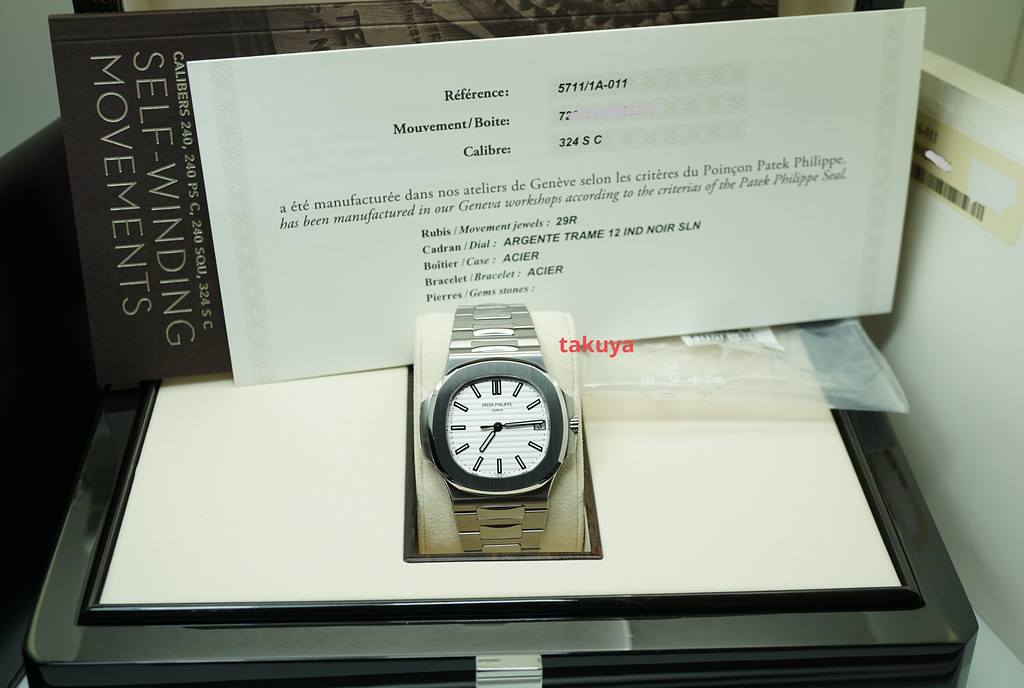 CALIBERS 240, 240 PS C, 240 SQU, 324 S C
SELF-WINDING
MOVEMENTS
Référence: 5711/1A-011
Mouvement/Boite: 72
Calibre: 324 S C
a été manufacturée dans nos ateliers de Genève selon les critères du Poinçon Patek Philippe.
has been manufactured in our Geneva workshops according to the criterias of the Patek Philippe Seal.
Rubis / Movement jewels : 29R
Cadran / Dial : ARGENTE TRAME 12 IND NOIR SLN
Boîtier / Case : ACIER
Bracelet / Bracelet : ACIER
Pierres / Gems stones :
takuya
PATEK PHILIPPE
GENEVE